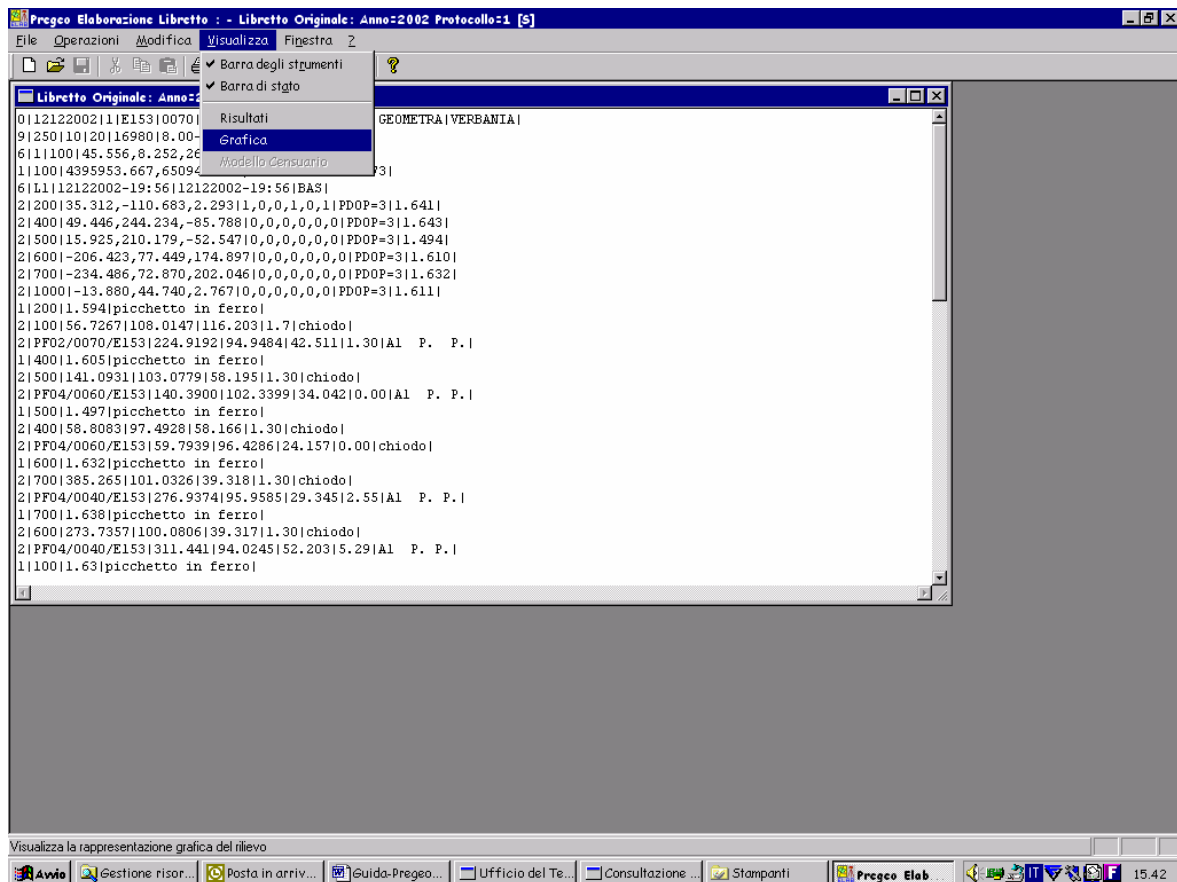 Pregeo Elaborazione Libretto : - Libretto Originale: Anno=2002 Protocollo=1 [S]
File Operazioni Modifica Visualizza Finestra ?
Barra degli strumenti
Barra di stato
Risultati
Grafica
Modello Censuario
Libretto Originale: Anno=2
0|12122002|1|E153|0070| GEOMETRA|VERBANIA|
9|250|10|20|16980|8.00-
6|1|100|45.556,8.252,26
1|100|4395953.667,65094 73|
6|L1|12122002-19:56|12122002-19:56|BAS|
2|200|35.312,-110.683,2.293|1,0,0,1,0,1|PDOP=3|1.641|
2|400|49.446,244.234,-85.788|0,0,0,0,0,0|PDOP=3|1.643|
2|500|15.925,210.179,-52.547|0,0,0,0,0,0|PDOP=3|1.494|
2|600|-206.423,77.449,174.897|0,0,0,0,0,0|PDOP=3|1.610|
2|700|-234.486,72.870,202.046|0,0,0,0,0,0|PDOP=3|1.632|
2|1000|-13.880,44.740,2.767|0,0,0,0,0,0|PDOP=3|1.611|
1|200|1.594|picchetto in ferro|
2|100|56.7267|108.0147|116.203|1.7|chiodo|
2|PF02/0070/E153|224.9192|94.9484|42.511|1.30|Al P. P.|
1|400|1.605|picchetto in ferro|
2|500|141.0931|103.0779|58.195|1.30|chiodo|
2|PF04/0060/E153|140.3900|102.3399|34.042|0.00|Al P. P.|
1|500|1.497|picchetto in ferro|
2|400|58.8083|97.4928|58.166|1.30|chiodo|
2|PF04/0060/E153|59.7939|96.4286|24.157|0.00|chiodo|
1|600|1.632|picchetto in ferro|
2|700|385.265|101.0326|39.318|1.30|chiodo|
2|PF04/0040/E153|276.9374|95.9585|29.345|2.55|Al P. P.|
1|700|1.638|picchetto in ferro|
2|600|273.7357|100.0806|39.317|1.30|chiodo|
2|PF04/0040/E153|311.441|94.0245|52.203|5.29|Al P. P.|
1|100|1.63|picchetto in ferro|
Visualizza la rappresentazione grafica del rilievo
Avvio Gestione risor... Posta in arriv... Guida-Pregeo... Ufficio del Te... Consultazione ... Stampanti Pregeo Elab... IT 15.42